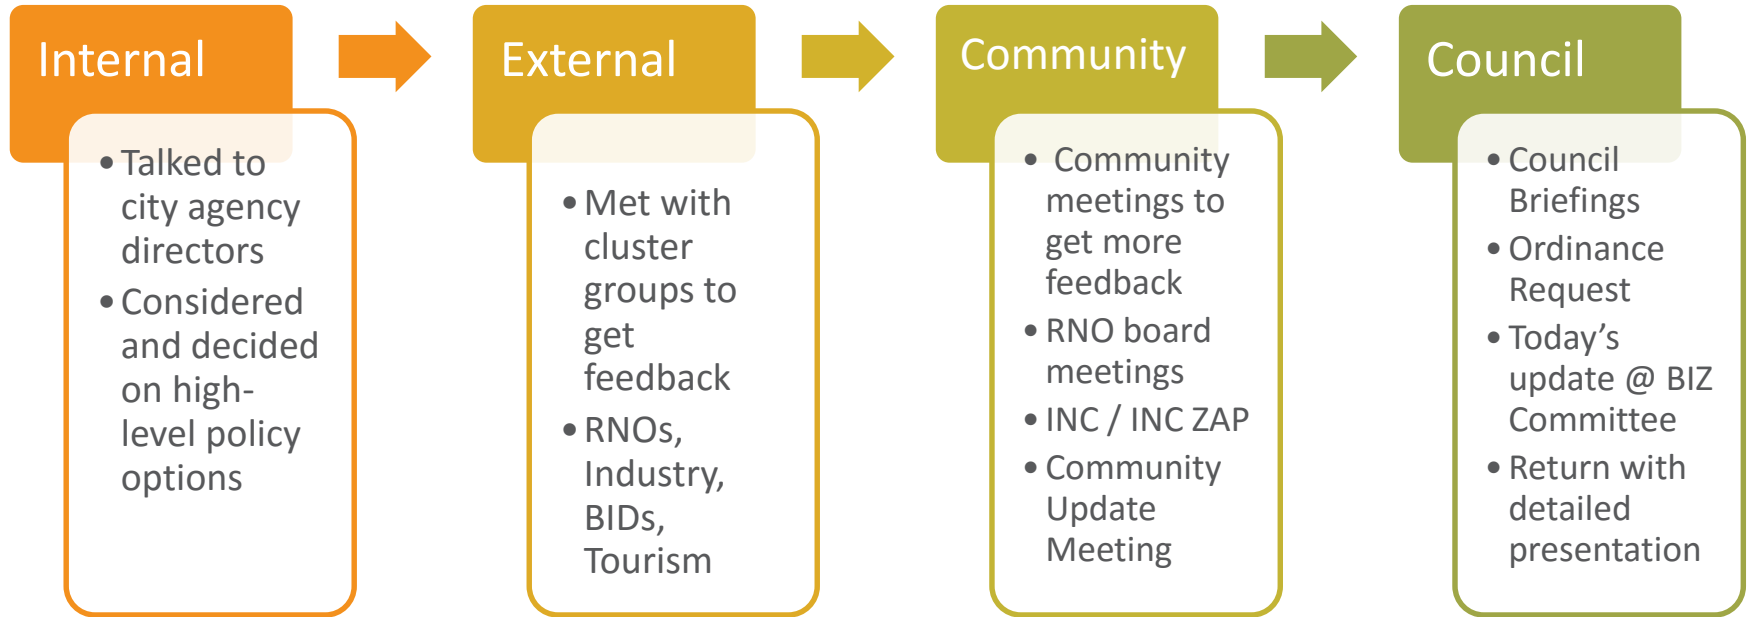 Internal
• Talked to
city agency
directors
• Considered
and decided
on high-
level policy
options
External
• Met with
cluster
groups to
get
feedback
• RNOs,
Industry,
BIDs,
Tourism
Community
• Community
meetings to
get more
feedback
• RNO board
meetings
• INC / INC ZAP
• Community
Update
Meeting
Council
• Council
Briefings
• Ordinance
Request
• Today’s
update @ BIZ
Committee
• Return with
detailed
presentation